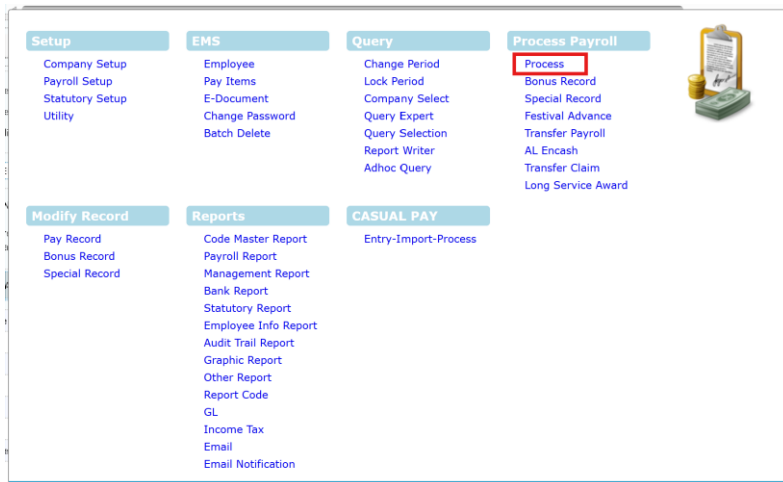 Setup
Company Setup
Payroll Setup
Statutory Setup
Utility
EMS
Employee
Pay Items
E-Document
Change Password
Batch Delete
Query
Change Period
Lock Period
Company Select
Query Expert
Query Selection
Report Writer
Adhoc Query
Process Payroll
Process
Bonus Record
Special Record
Festival Advance
Transfer Payroll
AL Encash
Transfer Claim
Long Service Award
Modify Record
Pay Record
Bonus Record
Special Record
Reports
Code Master Report
Payroll Report
Management Report
Bank Report
Statutory Report
Employee Info Report
Audit Trail Report
Graphic Report
Other Report
Report Code
GL
Income Tax
Email
Email Notification
CASUAL PAY
Entry-Import-Process